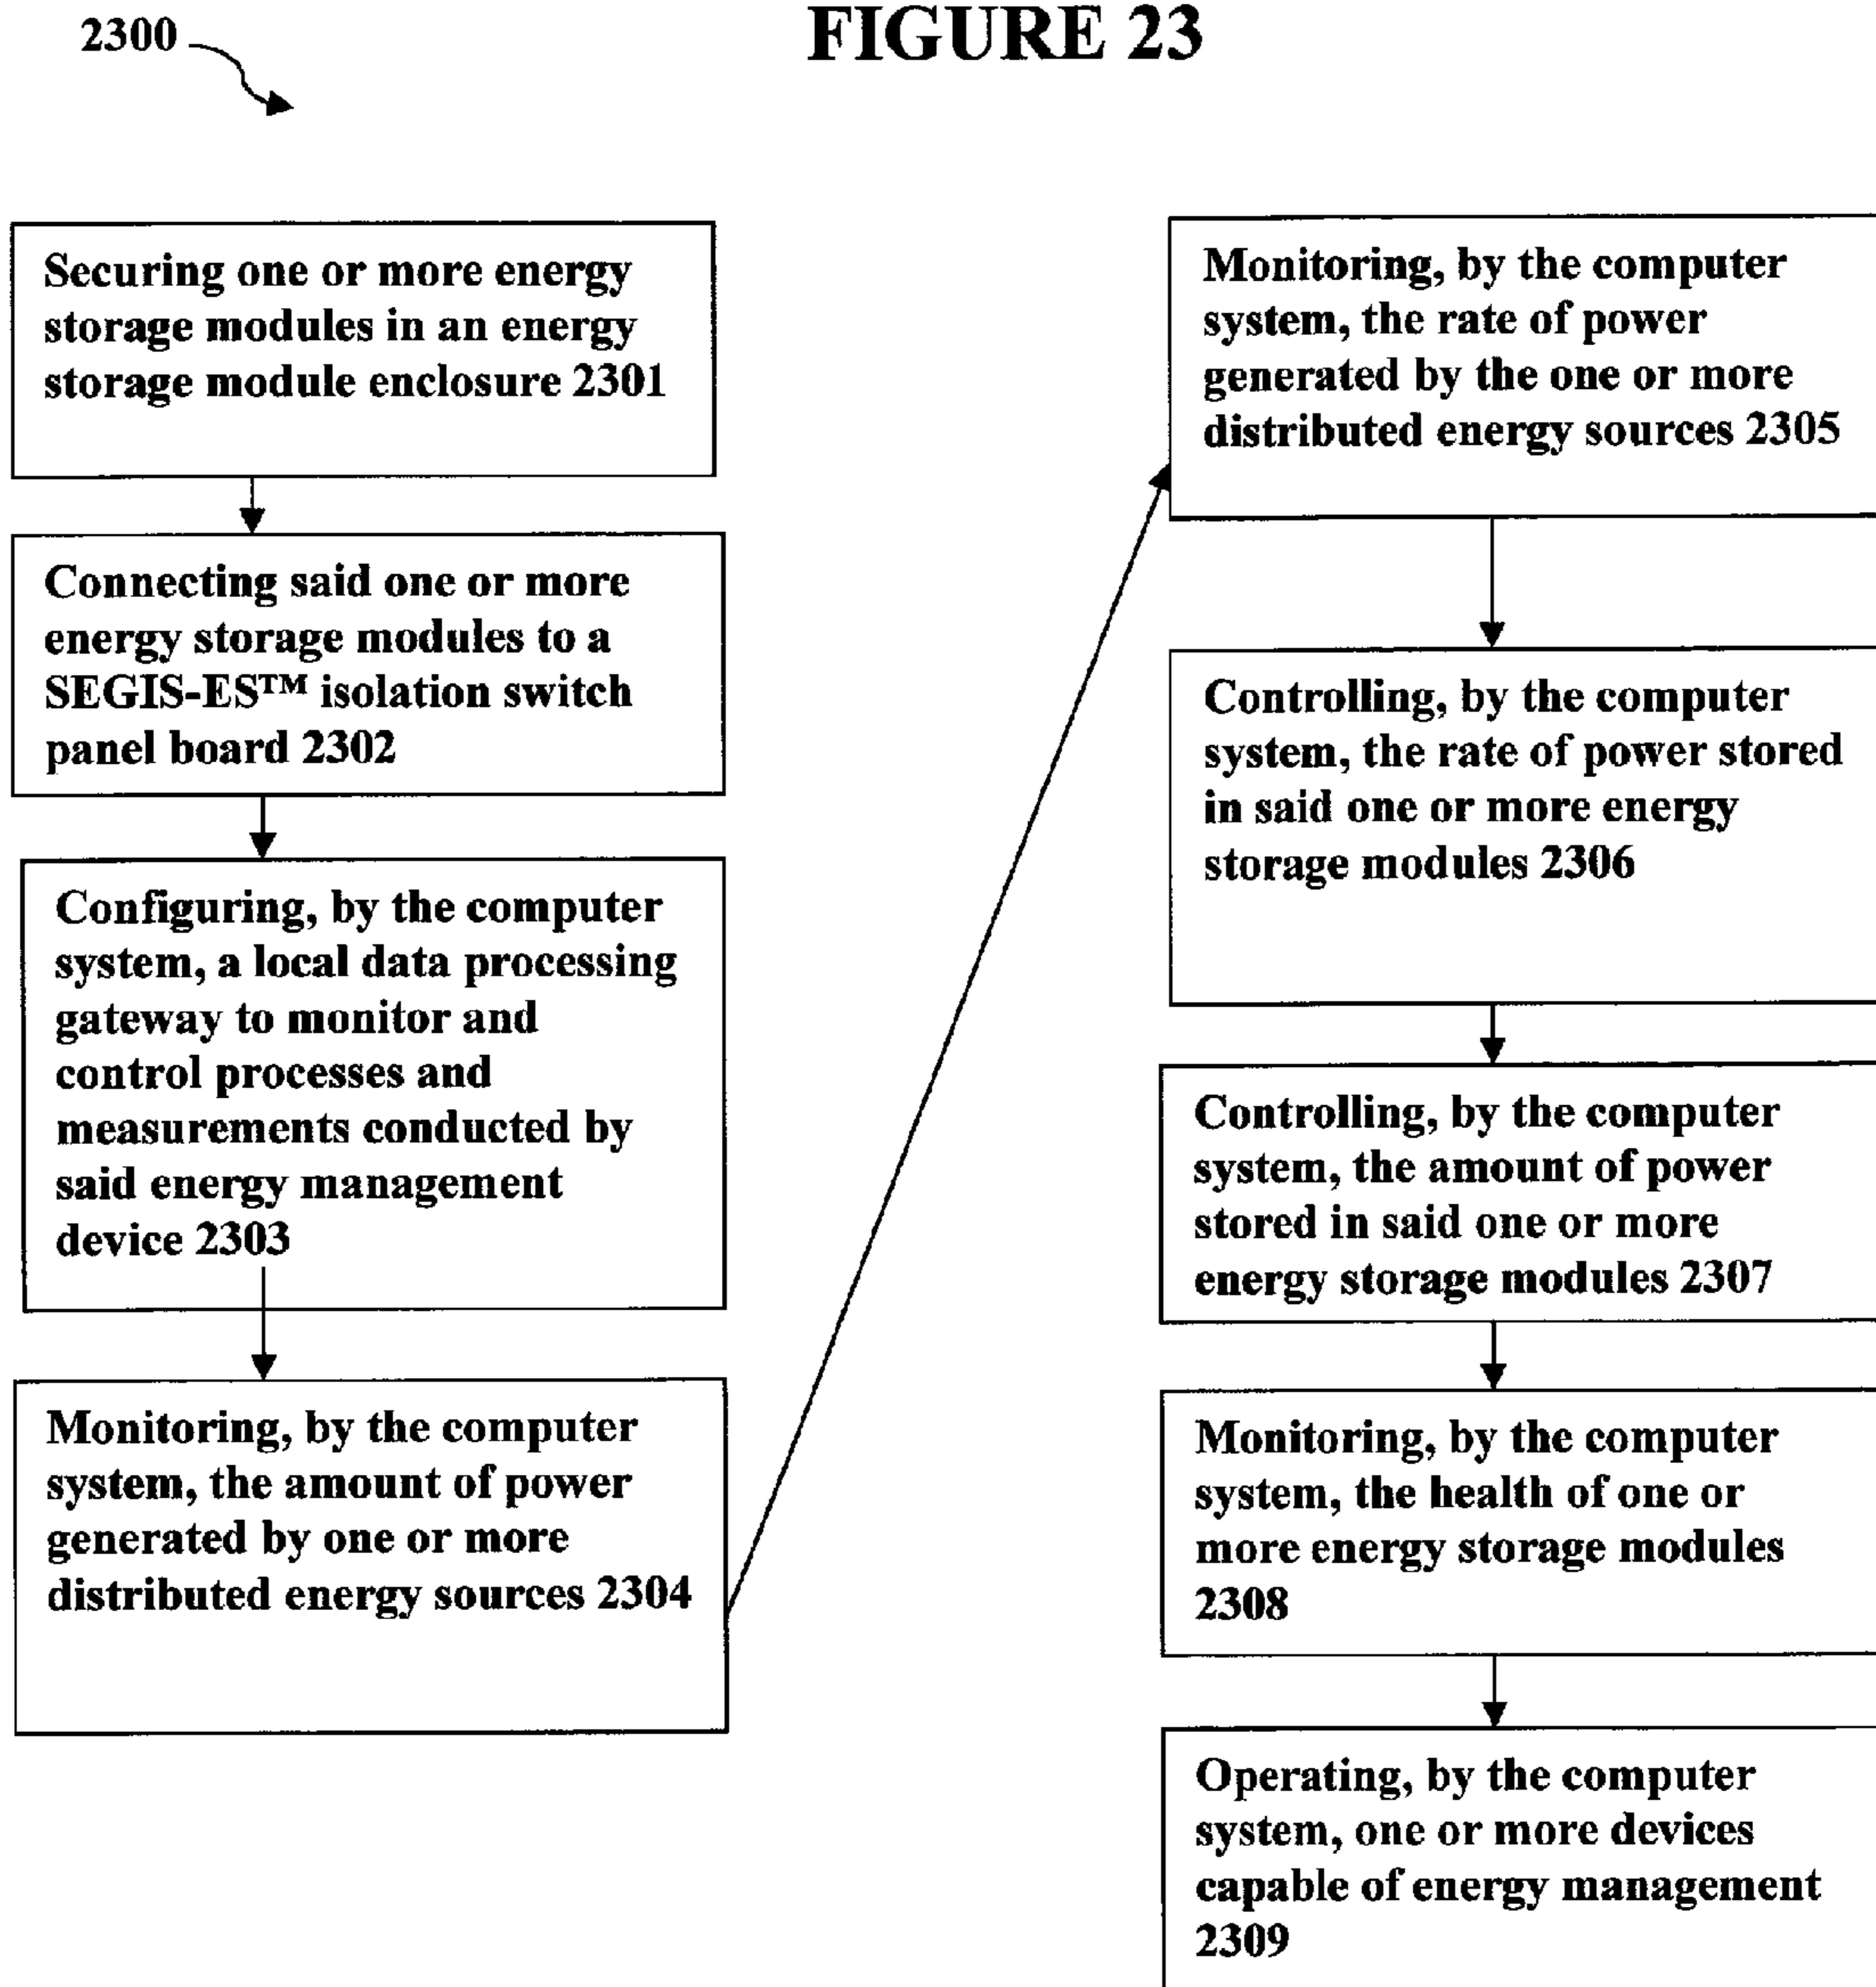 FIGURE 23
2300
Securing one or more energy
storage modules in an energy
storage module enclosure 2301
Connecting said one or more
energy storage modules to a
SEGIS-ES™ isolation switch
panel board 2302
Configuring, by the computer
system, a local data processing
gateway to monitor and
control processes and
measurements conducted by
said energy management
device 2303
Monitoring, by the computer
system, the amount of power
generated by one or more
distributed energy sources 2304
Monitoring, by the computer
system, the rate of power
generated by the one or more
distributed energy sources 2305
Controlling, by the computer
system, the rate of power stored
in said one or more energy
storage modules 2306
Controlling, by the computer
system, the amount of power
stored in said one or more
energy storage modules 2307
Monitoring, by the computer
system, the health of one or
more energy storage modules
2308
Operating, by the computer
system, one or more devices
capable of energy management
2309